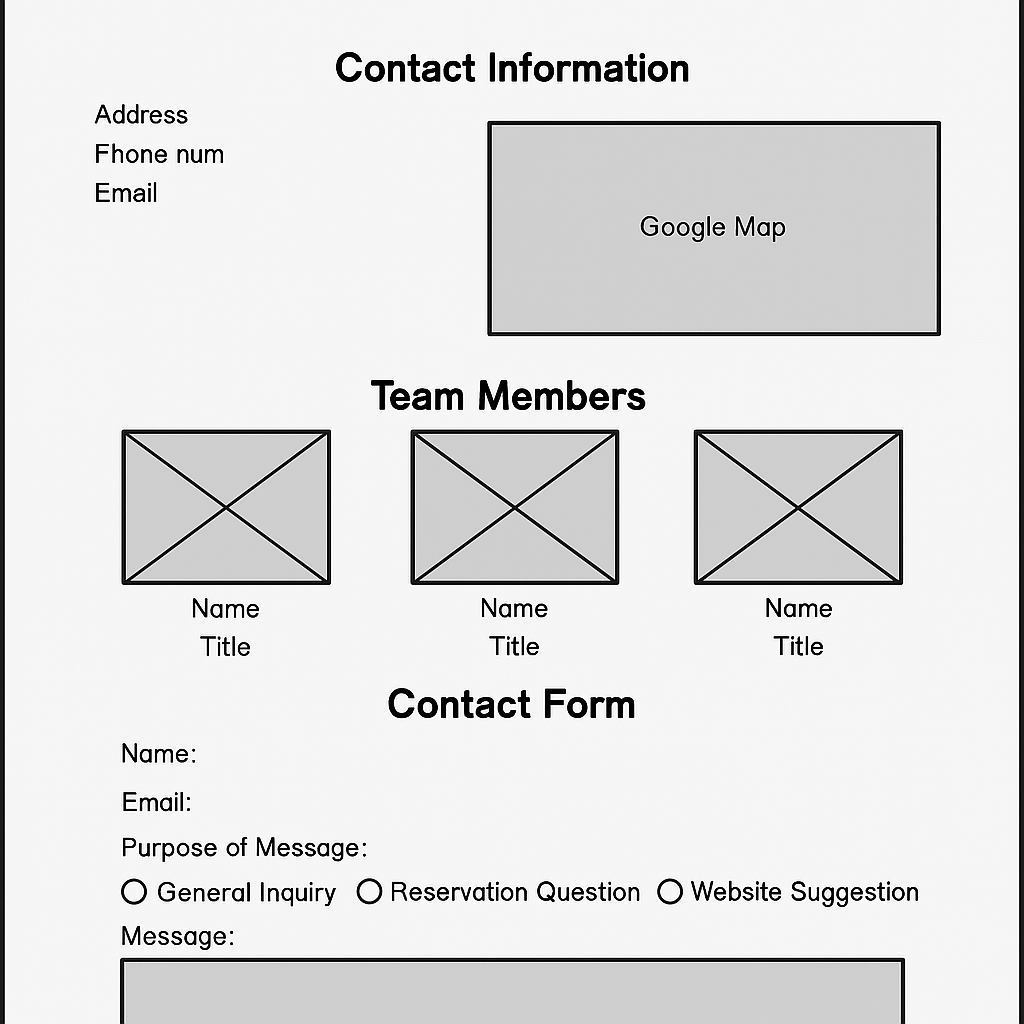 Contact Information
Address
Fhone num
Email
Google Map
Team Members
Name
Title
Name
Title
Name
Title
Contact Form
Name:
Email:
Purpose of Message:
General Inquiry Reservation Question Website Suggestion
Message: